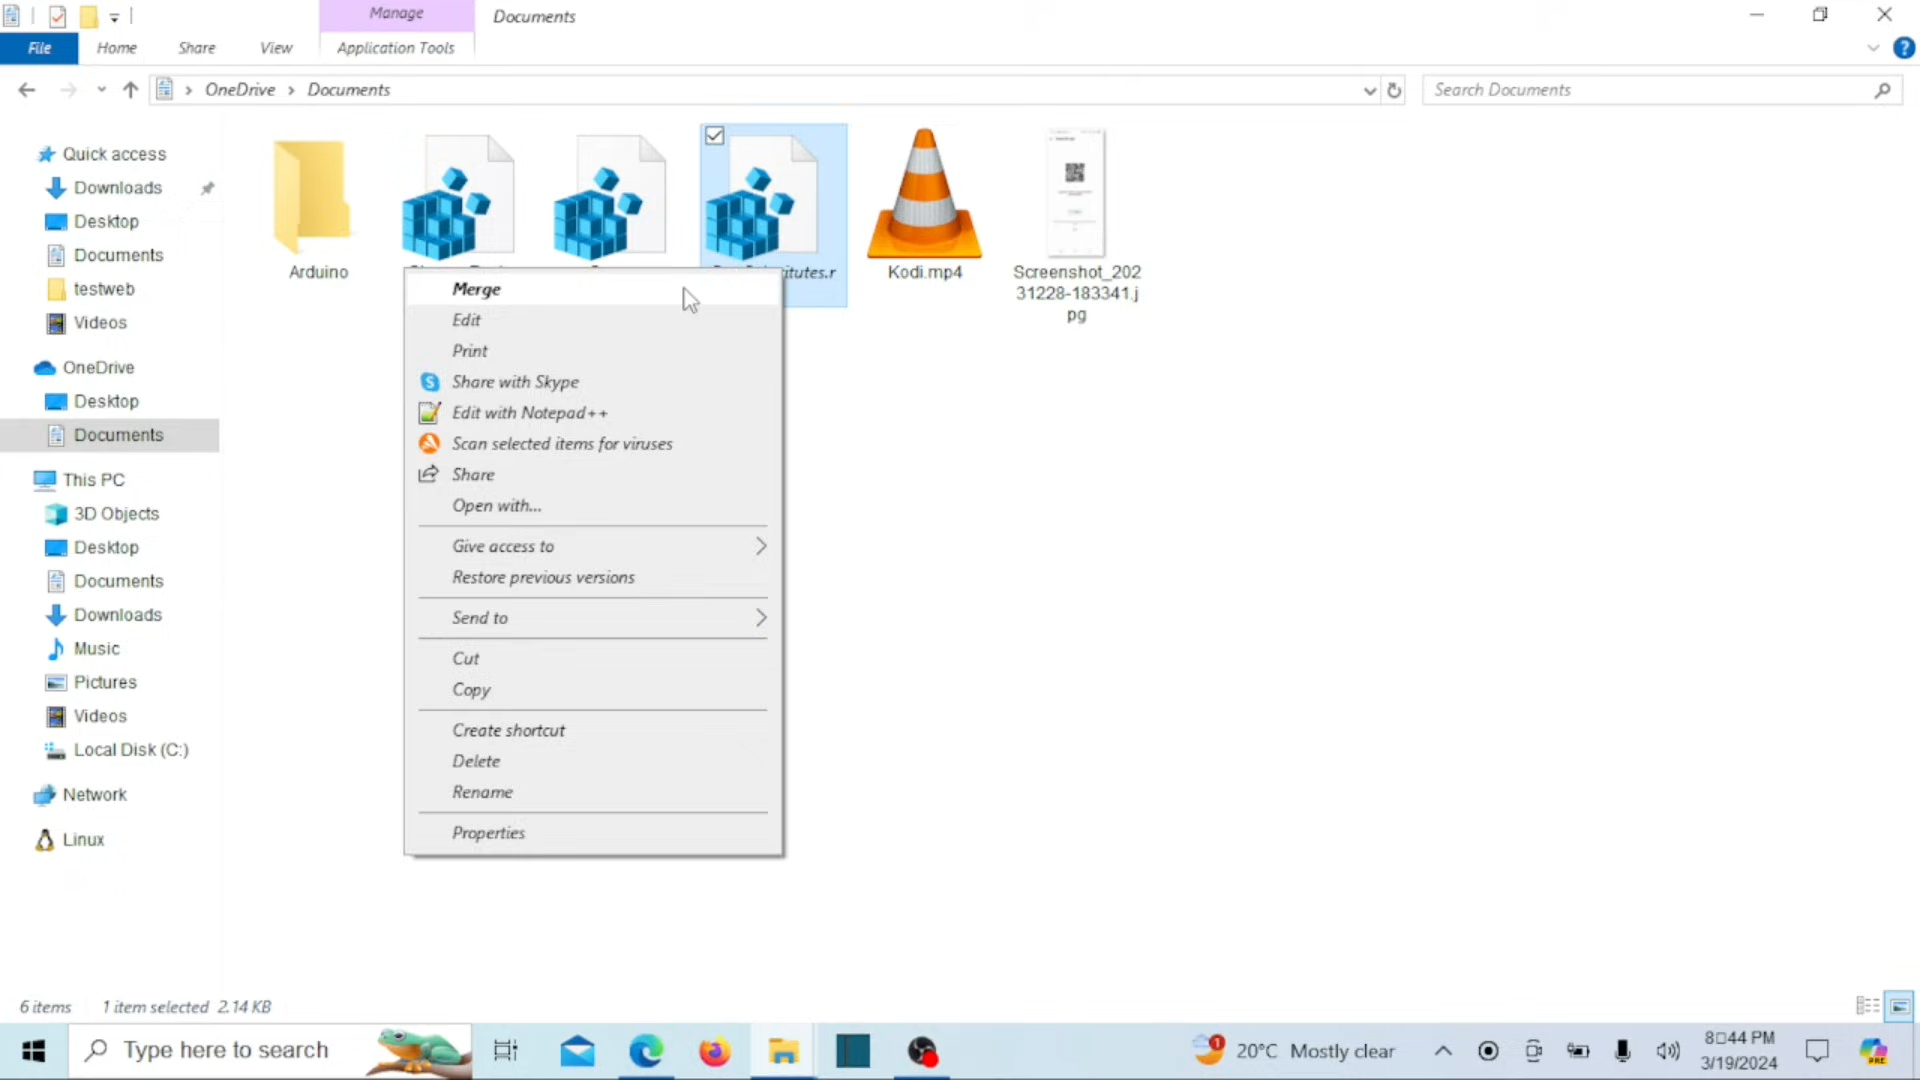 Manage
Documents
File
Home
Share
View
Application Tools
OneDrive
Documents
Search Documents
Quick access
Downloads
Desktop
Documents
testweb
Videos
OneDrive
Desktop
Documents
This PC
3D Objects
Desktop
Documents
Downloads
Music
Pictures
Videos
Local Disk (C:)
Network
Linux
Arduino
itutes.r
Kodi.mp4
Screenshot_202
31228-183341.j
pg
Merge
Edit
Print
Share with Skype
Edit with Notepad++
Scan selected items for viruses
Share
Open with...
Give access to
Restore previous versions
Send to
Cut
Copy
Create shortcut
Delete
Rename
Properties
6 items
1 item selected 2.14 KB
Type here to search
1
20°C Mostly clear
8□44 PM
3/19/2024
PRE